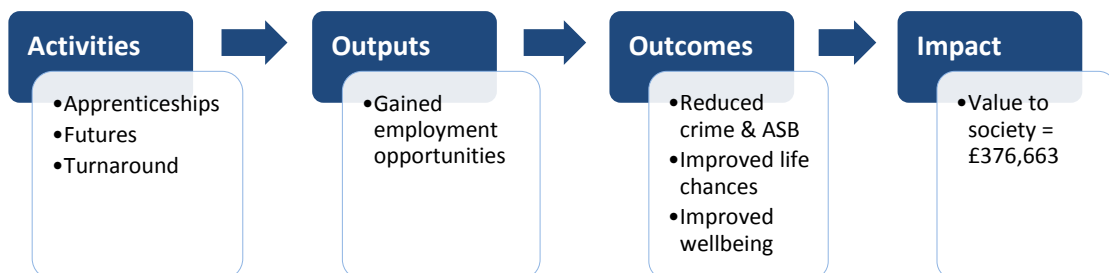 Activities
•Apprenticeships
•Futures
•Turnaround
Outputs
•Gained
employment
opportunities
Outcomes
•Reduced
crime & ASB
•Improved life
chances
•Improved
wellbeing
Impact
•Value to
society =
£376,663